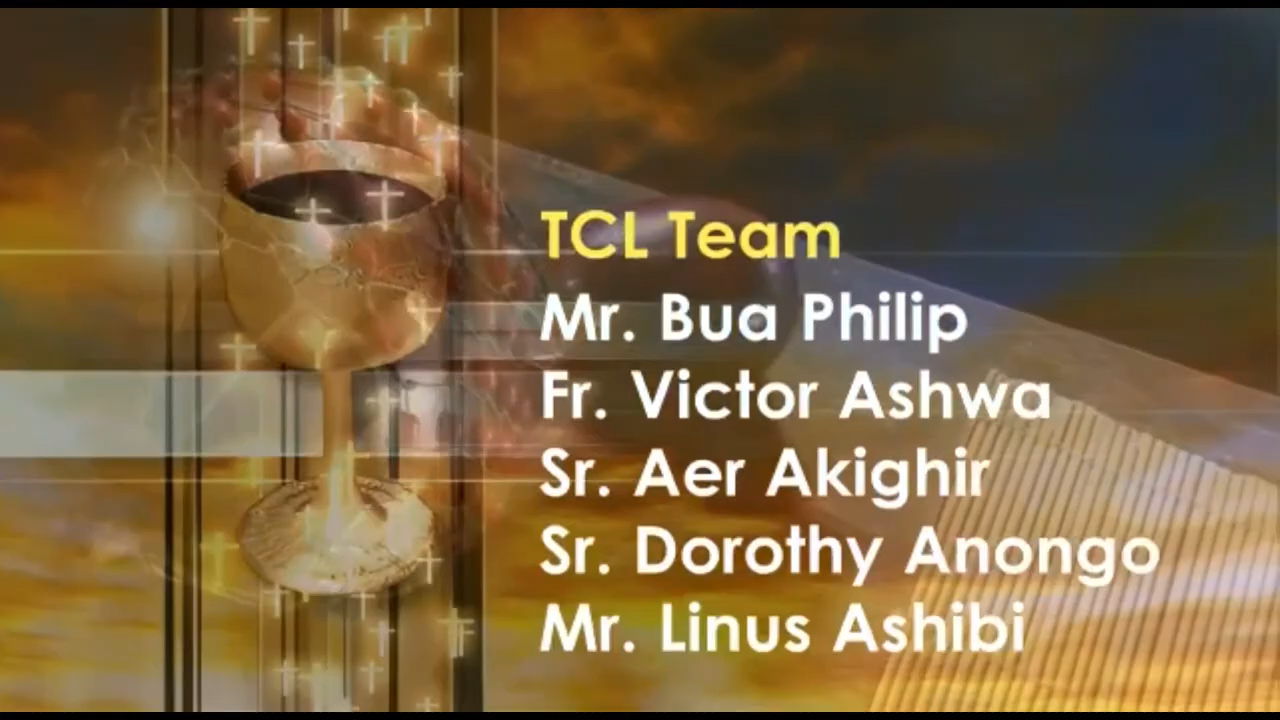 TCL Team
Mr. Bua Philip
Fr. Victor Ashwa
Sr. Aer Akighir
Sr. Dorothy Anongo
Mr. Linus Ashibi